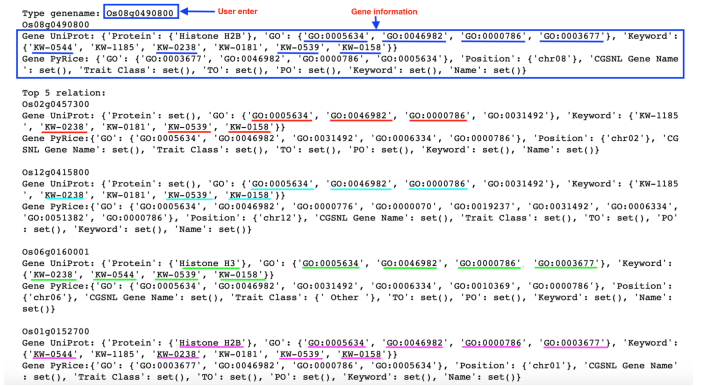 Type genename: Os08g0490800 User enter Gene information
Os08g0490800
Gene UniProt: {'Protein': {'Histone H2B'}, 'GO': {'GO:0005634', 'GO:0046982', 'GO:0000786', 'GO:0003677'}, 'Keyword':
{'KW-0544', 'KW-1185', 'KW-0238', 'KW-0181', 'KW-0539', 'KW-0158'}}
Gene PyRice: {'GO': {'GO:0003677', 'GO:0046982', 'GO:0000786', 'GO:0005634'}, 'Position': {'chr08'}, 'CGSNL Gene Name
': set(), 'Trait Class': set(), 'TO': set(), 'PO': set(), 'Keyword': set(), 'Name': set()}
Top 5 relation:
Os02g0457300
Gene UniProt: {'Protein': set(), 'GO': {'GO:0005634', 'GO:0046982', 'GO:0000786', 'GO:0031492'}, 'Keyword': {'KW-1185
', 'KW-0238', 'KW-0181', 'KW-0539', 'KW-0158'}}
Gene PyRice:{'GO': {'GO:0005634', 'GO:0046982', 'GO:0031492', 'GO:0006334', 'GO:0000786'}, 'Position': {'chr02'}, 'CG
SNL Gene Name': set(), 'Trait Class': set(), 'TO': set(), 'PO': set(), 'Keyword': set(), 'Name': set()}
Os12g0415800
Gene UniProt: {'Protein': set(), 'GO': {'GO:0005634', 'GO:0046982', 'GO:0000786', 'GO:0031492'}, 'Keyword': {'KW-1185
', 'KW-0238', 'KW-0181', 'KW-0539', 'KW-0158'}}
Gene PyRice:{'GO': {'GO:0005634', 'GO:0046982', 'GO:0000776', 'GO:0000070', 'GO:0019237', 'GO:0031492', 'GO:0006334',
'GO:0051382', 'GO:0000786'}, 'Position': {'chr12'}, 'CGSNL Gene Name': set(), 'Trait Class': set(), 'TO': set(), 'PO'
: set(), 'Keyword': set(), 'Name': set()}
Os06g0160001
Gene UniProt: {'Protein': {'Histone H3'}, 'GO': {'GO:0005634', 'GO:0046982', 'GO:0000786' 'GO:0003677'}, 'Keyword':
{'KW-0238', 'KW-0544', 'KW-0539', 'KW-0158'}}
Gene PyRice:{'GO': {'GO:0005634', 'GO:0046982', 'GO:0031492', 'GO:0006334', 'GO:0010369', 'GO:0000786'}, 'Position':
{'chr06'}, 'CGSNL Gene Name': set(), 'Trait Class': {' Other '}, 'TO': set(), 'PO': set(), 'Keyword': set(), 'Name':
set()}
Os01g0152700
Gene UniProt: {'Protein': {'Histone H2B'}, 'GO': {'GO:0005634', 'GO:0046982', 'GO:0000786', 'GO:0003677'}, 'Keyword':
{'KW-0544', 'KW-1185', 'KW-0238', 'KW-0181', 'KW-0539', 'KW-0158'}}
Gene PyRice:{'GO': {'GO:0003677', 'GO:0046982', 'GO:0000786', 'GO:0005634'}, 'Position': {'chr01'}, 'CGSNL Gene Name'
: set(), 'Trait Class': set(), 'TO': set(), 'PO': set(), 'Keyword': set(), 'Name': set()}